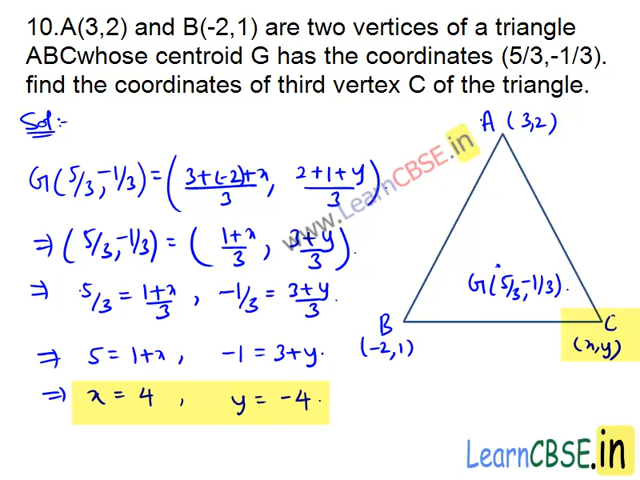 10.A(3,2) and B(-2,1) are two vertices of a triangle
ABCwhose centroid G has the coordinates (5/3,-1/3).
find the coordinates of third vertex C of the triangle.
Sol:-
A (3,2)
G(5/3,-1/3) = (3+(-2)+x/3, 2+1+y/3).
⇒ (5/3,-1/3) = (1+x/3, 3+y/3).
⇒ 5/3 = 1+x/3 , -1/3 = 3+y/3.
G(5/3,-1/3).
B
(-2,1)
C
(x,y)
⇒ 5 = 1+x , -1 = 3+y.
⇒ x = 4 , y = -4.
www.LearnCBSE.in
LearnCBSE.in